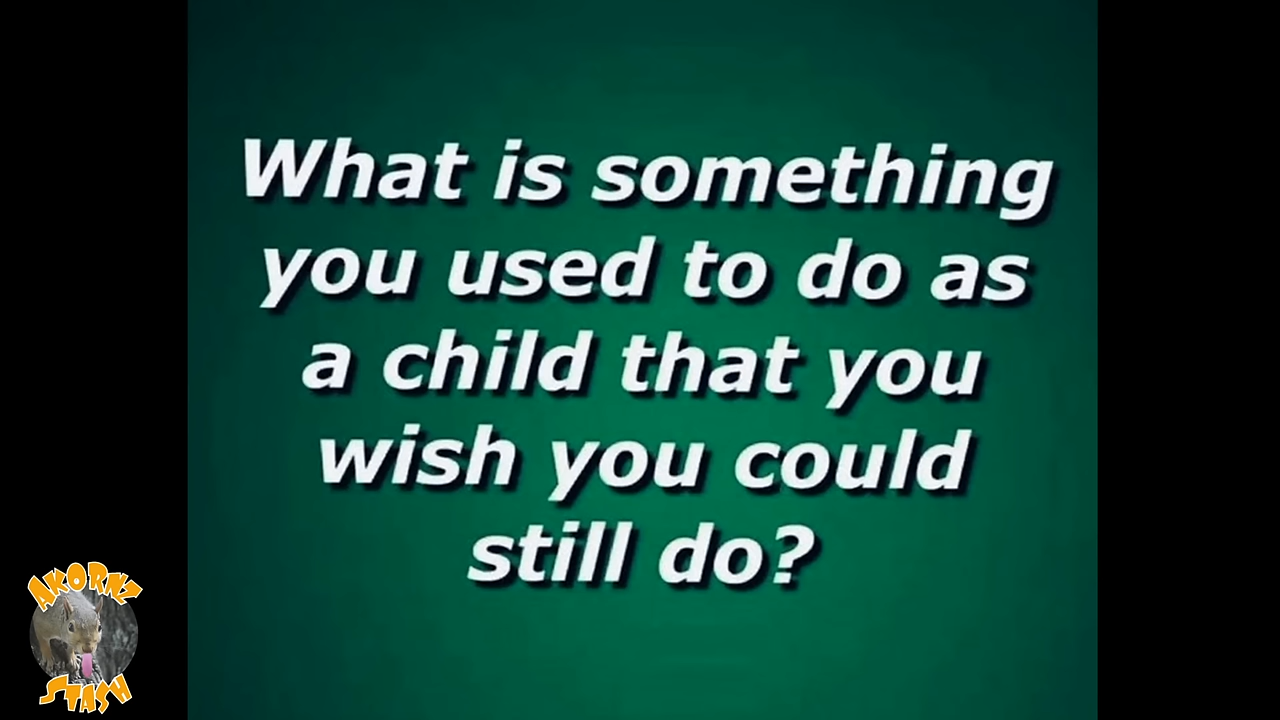 What is something
you used to do as
a child that you
wish you could
still do?
AKORNZ
STASH